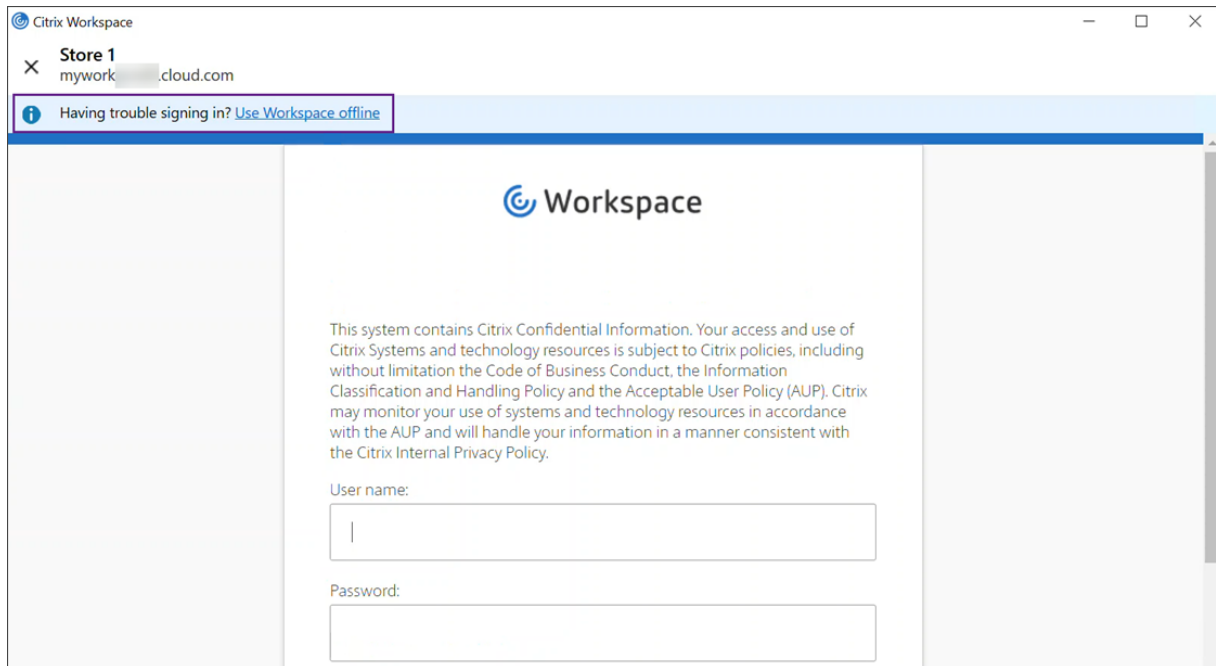 Citrix Workspace
Store 1
mywork .cloud.com
Having trouble signing in? Use Workspace offline
Workspace
This system contains Citrix Confidential Information. Your access and use of
Citrix Systems and technology resources is subject to Citrix policies, including
without limitation the Code of Business Conduct, the Information
Classification and Handling Policy and the Acceptable User Policy (AUP). Citrix
may monitor your use of systems and technology resources in accordance
with the AUP and will handle your information in a manner consistent with
the Citrix Internal Privacy Policy.
User name:
Password: